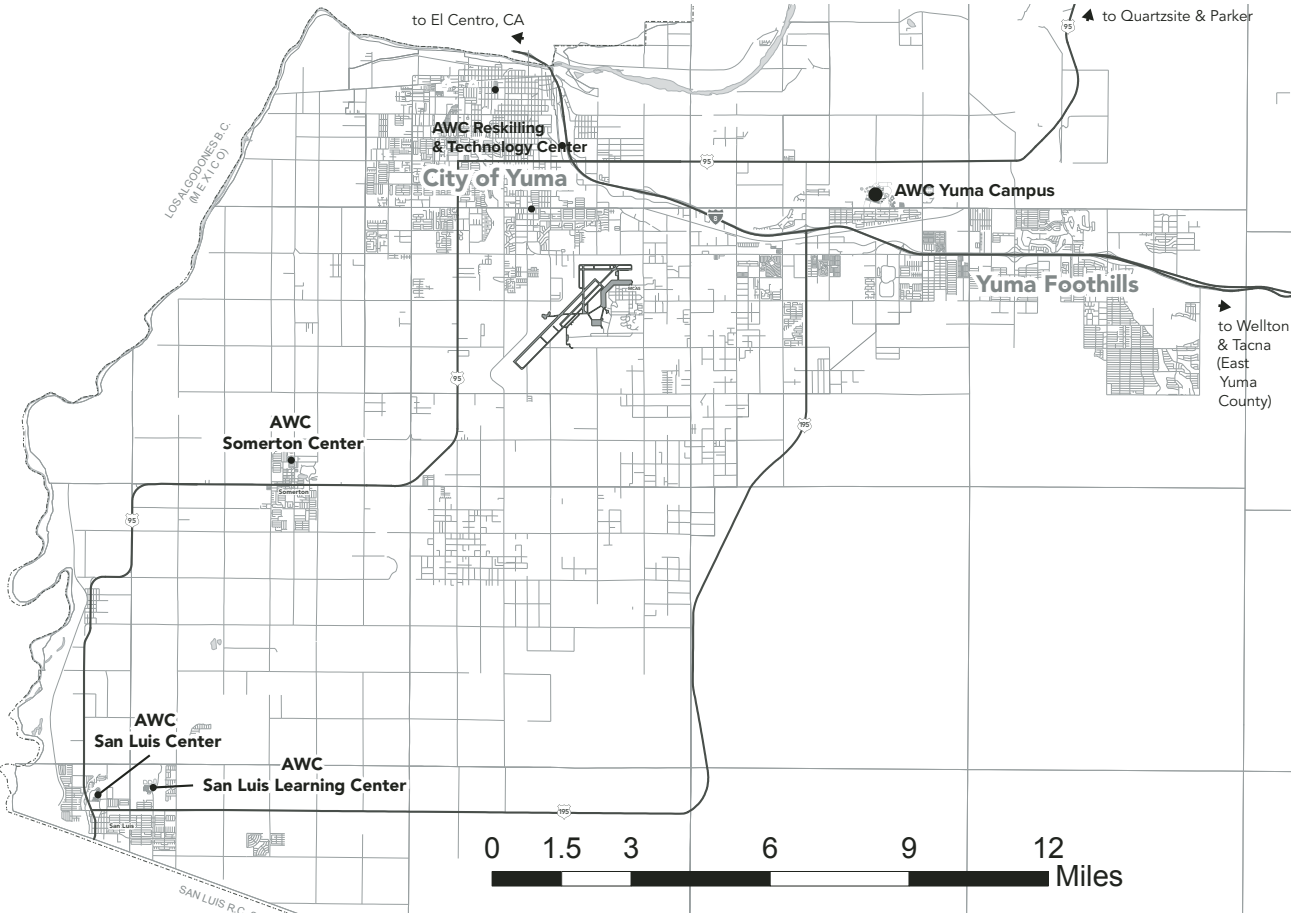 to El Centro, CA
to Quartzsite & Parker
95
LOS ALGODONES B.C.
(MEXICO)
AWC Reskilling
& Technology Center
95
City of Yuma
AWC Yuma Campus
8
Yuma Foothills
to Wellton
& Tacna
(East
Yuma
County)
95
AWC
Somerton Center
195
Somerton
95
AWC
San Luis Center
AWC
San Luis Learning Center
195
San Luis
0 1.5 3 6 9 12
Miles
SAN LUIS R.C.